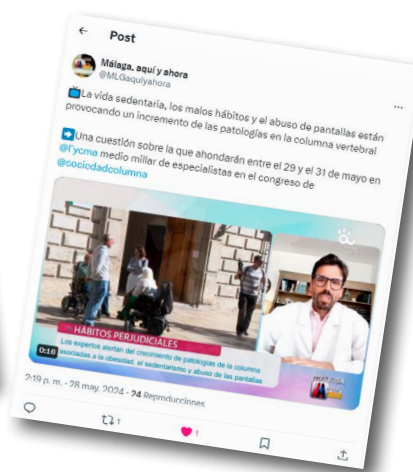 Post
Málaga, aquí y ahora
@MLGaquiyahora
La vida sedentaria, los malos hábitos y el abuso de pantallas están
provocando un incremento de las patologías en la columna vertebral
Una cuestión sobre la que ahondarán entre el 29 y el 31 de mayo en
@Fycma medio millar de especialistas en el congreso de
@sociedadcolumna
HÁBITOS PERJUDICIALES
Los expertos alertan del crecimiento de patologías de la columna
asociadas a la obesidad, el sedentarismo y abuso de las pantallas
0:16
2:19 p. m. · 28 may. 2024 · 24 Reproducciones
1
1